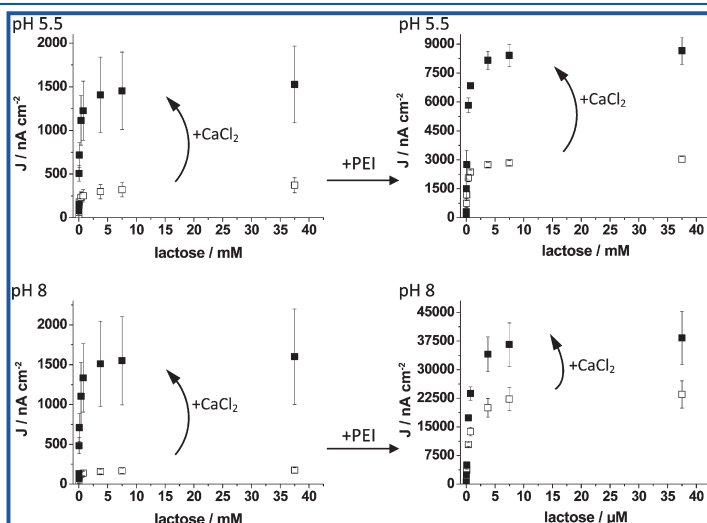 pH 5.5
2000
1500
1000
500
0
J / nA cm-2
+CaCl2
0 5 10 15 20 25 30 35 40
lactose / mM
+PEI
pH 5.5
9000
7500
6000
4500
3000
1500
0
J / nA cm-2
+CaCl2
0 5 10 15 20 25 30 35 40
lactose / mM
pH 8
2000
1500
1000
500
0
J / nA cm-2
+CaCl2
0 5 10 15 20 25 30 35 40
lactose / mM
+PEI
pH 8
45000
37500
30000
22500
15000
7500
0
J / nA cm-2
+CaCl2
0 5 10 15 20 25 30 35 40
lactose / µM